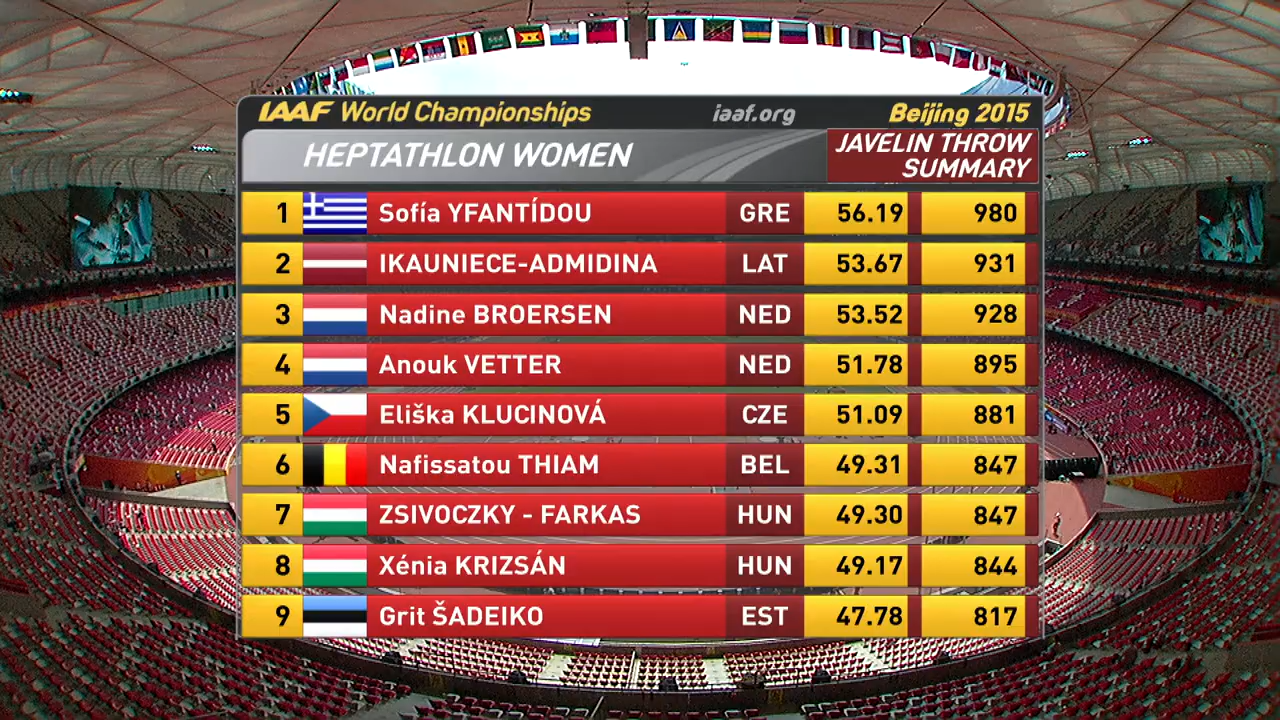 IAAF World Championships iaaf.org Beijing 2015
HEPTATHLON WOMEN JAVELIN THROW SUMMARY
1 Sofía YFANTÍDOU GRE 56.19 980
2 IKAUNIECE-ADMIDINA LAT 53.67 931
3 Nadine BROERSEN NED 53.52 928
4 Anouk VETTER NED 51.78 895
5 Eliška KLUCINOVÁ CZE 51.09 881
6 Nafissatou THIAM BEL 49.31 847
7 ZSIVOCZKY - FARKAS HUN 49.30 847
8 Xénia KRIZSÁN HUN 49.17 844
9 Grit ŠADEIKO EST 47.78 817